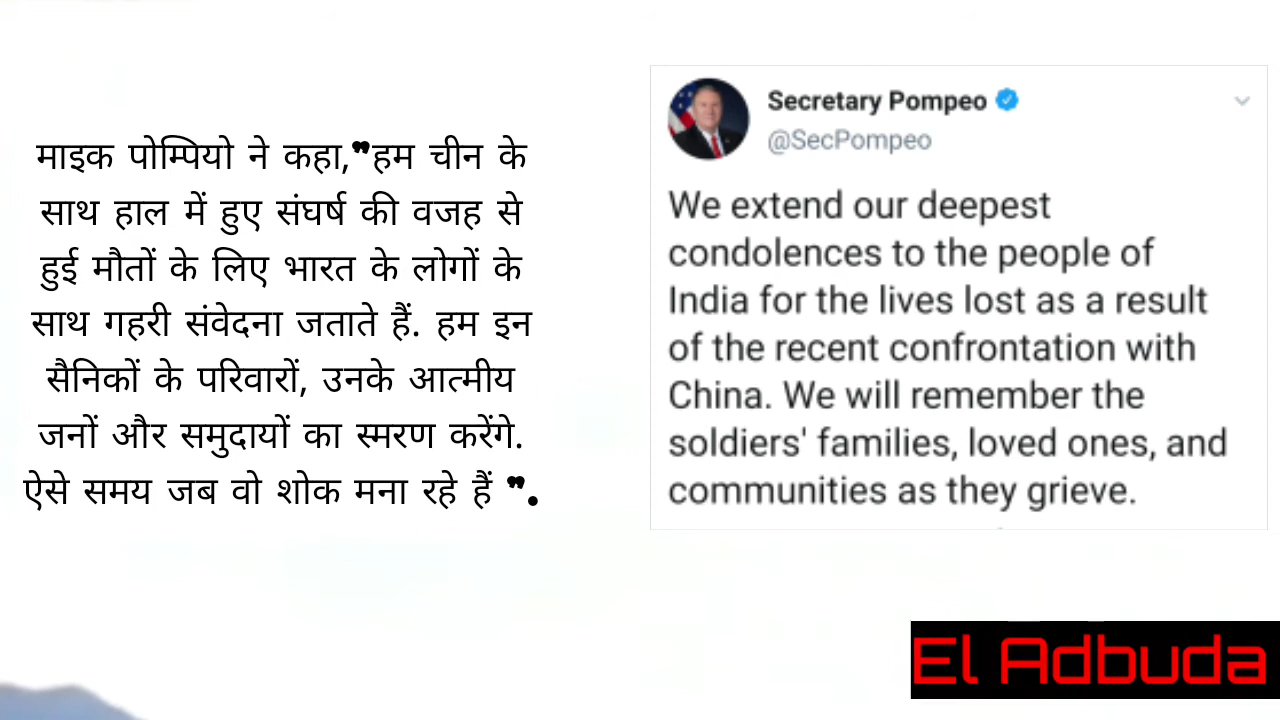 माइक पोम्पियो ने कहा,"हम चीन के
साथ हाल में हुए संघर्ष की वजह से
हुई मौतों के लिए भारत के लोगों के
साथ गहरी संवेदना जताते हैं. हम इन
सैनिकों के परिवारों, उनके आत्मीय
जनों और समुदायों का स्मरण करेंगे.
ऐसे समय जब वो शोक मना रहे हैं ".
Secretary Pompeo
@SecPompeo
We extend our deepest
condolences to the people of
India for the lives lost as a result
of the recent confrontation with
China. We will remember the
soldiers' families, loved ones, and
communities as they grieve.
El Adbuda